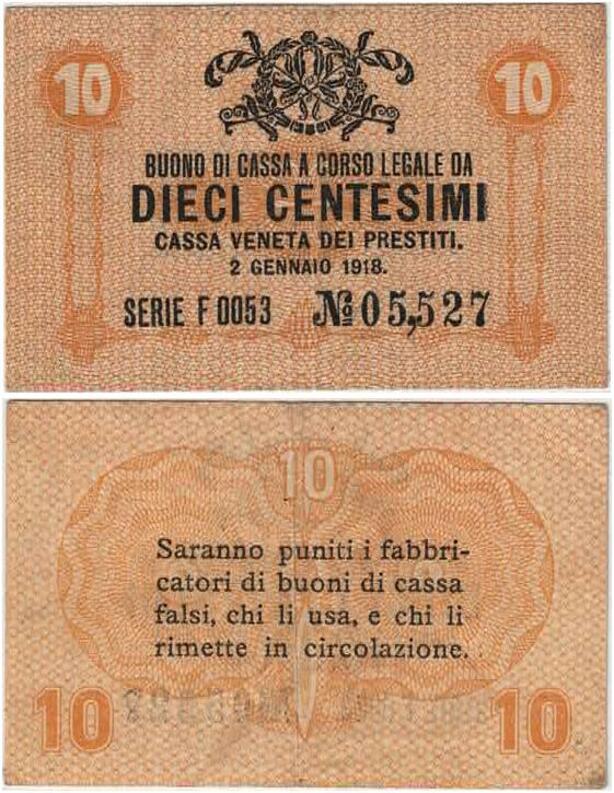 10 10
BUONO DI CASSA A CORSO LEGALE DA
DIECI CENTESIMI
CASSA VENETA DEI PRESTITI.
2 GENNAIO 1918.
SERIE F 0053 No 05,527
10
Saranno puniti i fabbri-
catori di buoni di cassa
falsi, chi li usa, e chi li
rimette in circolazione.
10 10